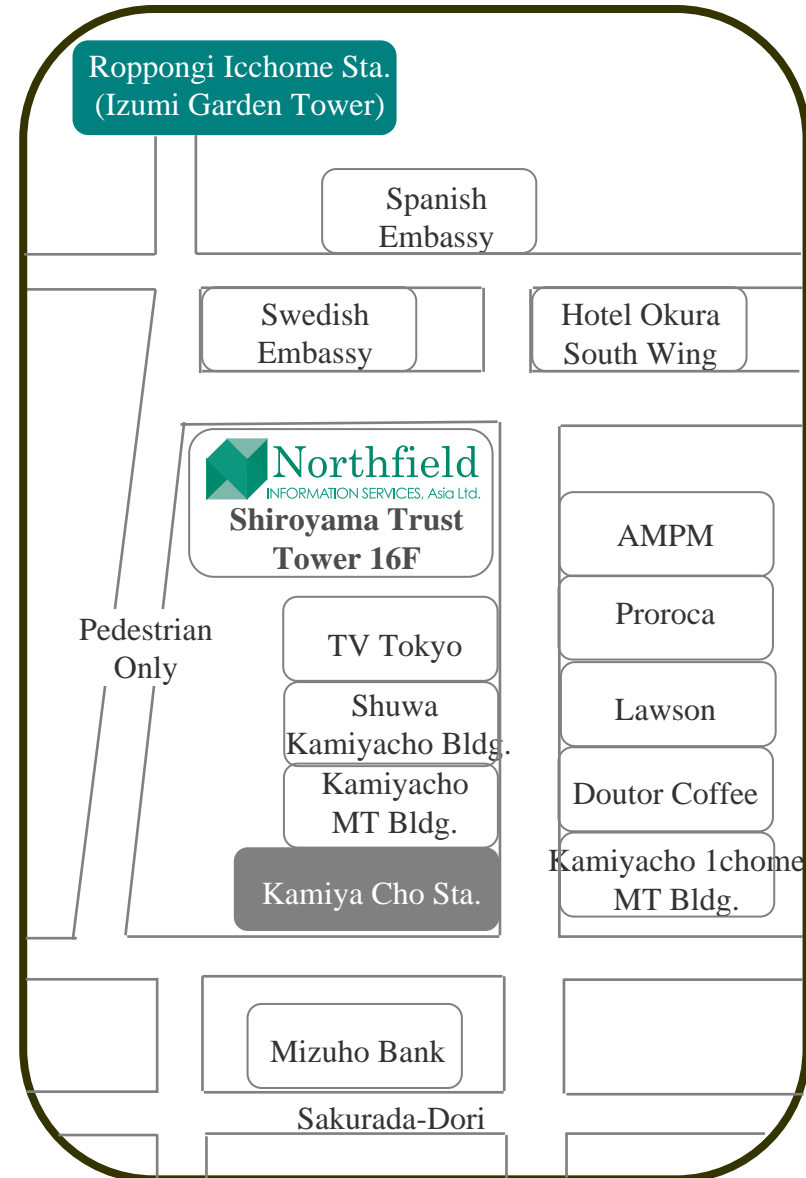 Roppongi Icchome Sta.
(Izumi Garden Tower)
Spanish
Embassy
Swedish
Embassy
Hotel Okura
South Wing
Northfield
INFORMATION SERVICES, Asia Ltd.
Shiroyama Trust
Tower 16F
AMPM
Proroca
Pedestrian
Only
TV Tokyo
Shuwa
Kamiyacho Bldg.
Lawson
Kamiyacho
MT Bldg.
Doutor Coffee
Kamiya Cho Sta.
Kamiyacho 1chome
MT Bldg.
Mizuho Bank
Sakurada-Dori